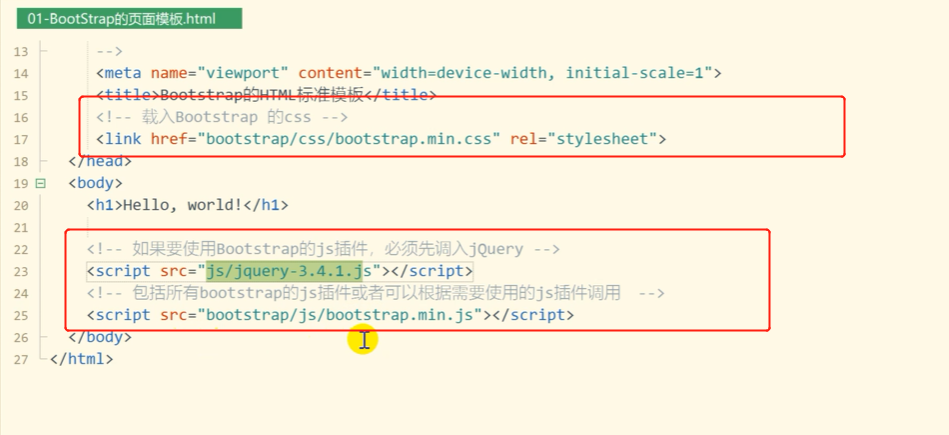 01-BootStrap的页面模板.html
13 -->
14 <meta name="viewport" content="width=device-width, initial-scale=1">
15 <title>Bootstrap的HTML标准模板</title>
16 <!-- 载入Bootstrap 的css -->
17 <link href="bootstrap/css/bootstrap.min.css" rel="stylesheet">
18 </head>
19 <body>
20 <h1>Hello, world!</h1>
21
22 <!-- 如果要使用Bootstrap的js插件，必须先调入jQuery -->
23 <script src="js/jquery-3.4.1.js"></script>
24 <!-- 包括所有bootstrap的js插件或者可以根据需要使用的js插件调用 -->
25 <script src="bootstrap/js/bootstrap.min.js"></script>
26 </body>
27 </html>